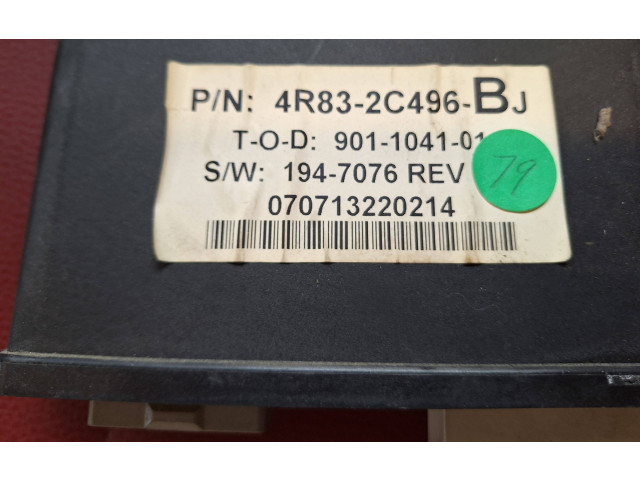 P/N: 4R83-2C496-BJ
T-O-D: 901-1041-01
S/W: 194-7076 REV
070713220214
79